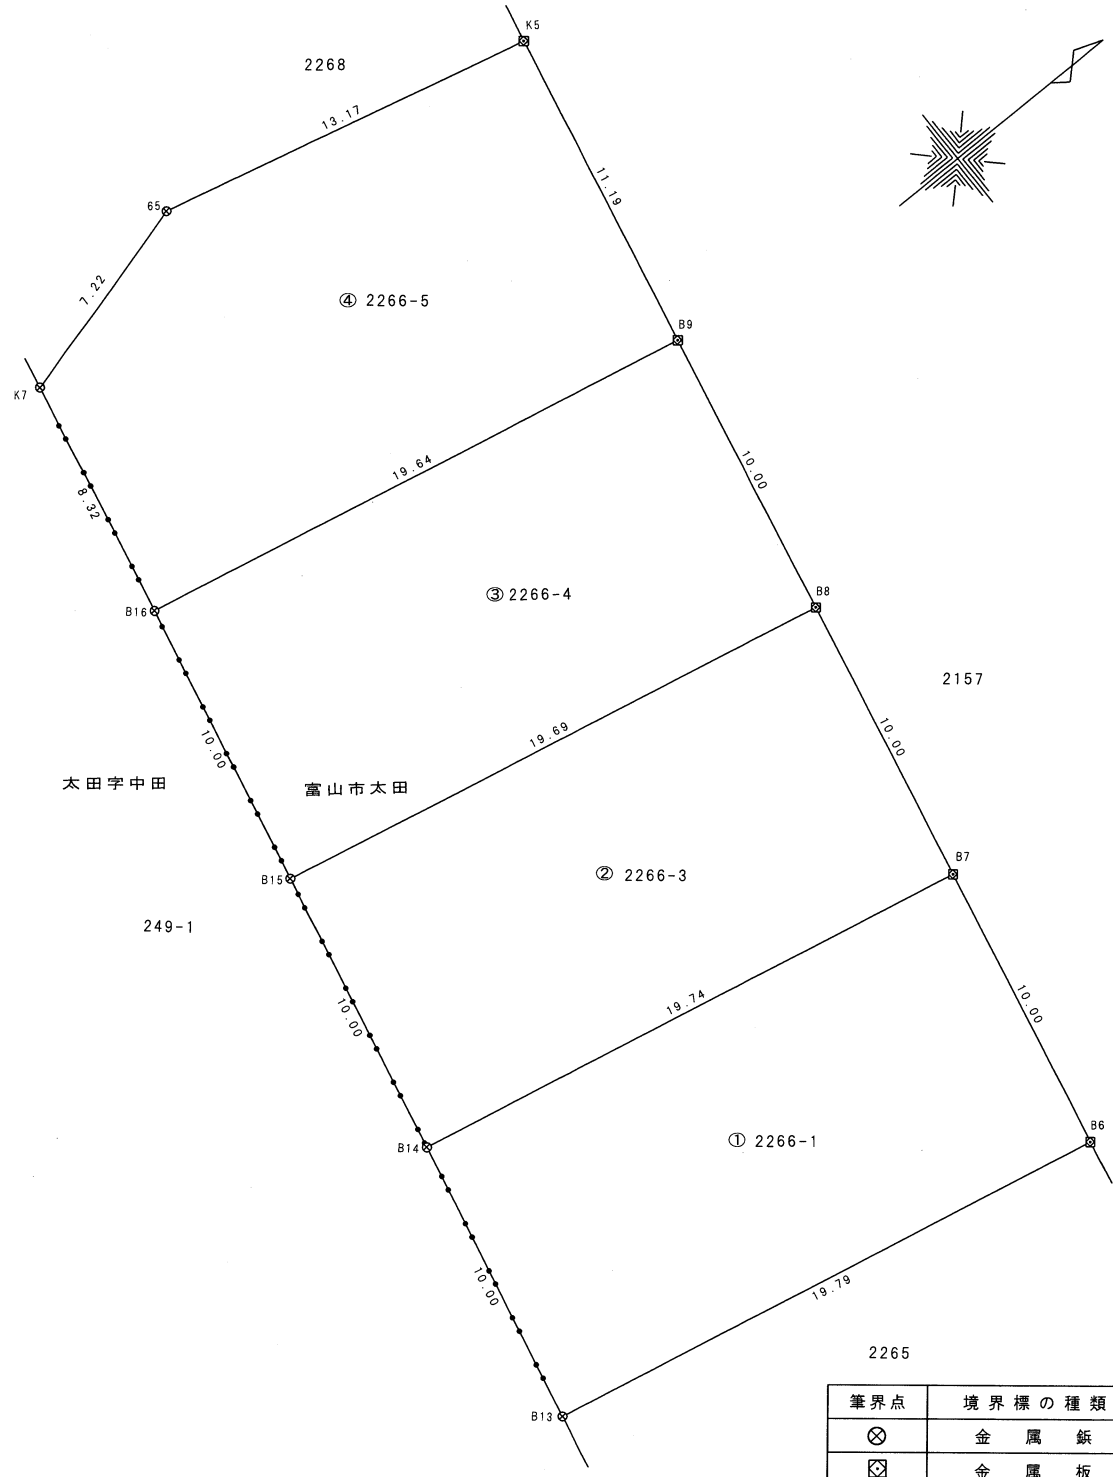 K5
2268
13.17
11.19
65
7.22
④ 2266-5
B9
K7
19.64
10.00
8.32
B16
③ 2266-4
B8
2157
19.69
10.00
10.00
太田字中田
富山市太田
B15
② 2266-3
B7
249-1
19.74
10.00
10.00
B14
① 2266-1
B6
10.00
19.79
2265
B13
筆界点 境界標の種類
⊗ 金属鋲
金属板